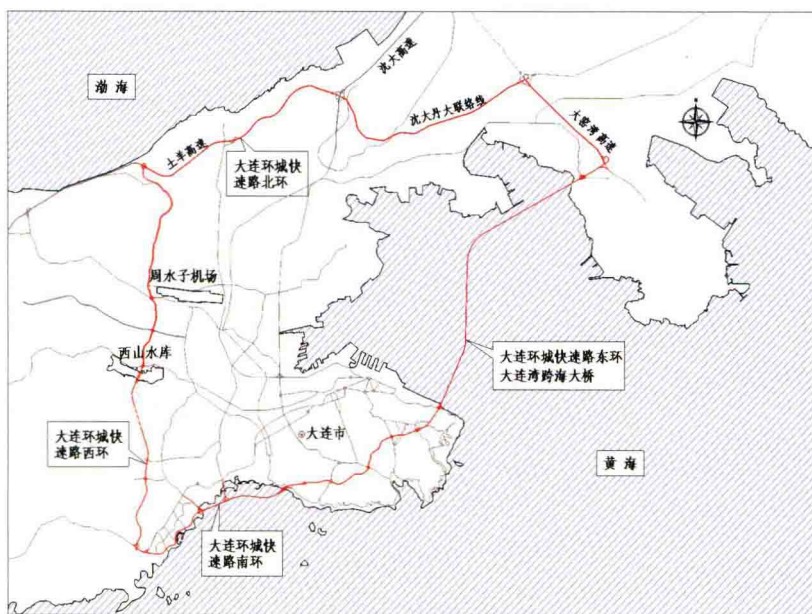 渤 海
沈大高速
沈大丹大联络线
大窑湾高速
土羊高速
大连环城快
速路北环
周水子机场
西山水库
大连环城快速路东环
大连湾跨海大桥
大连环城快
速路西环
大连市
黄 海
大连环城快
速路南环